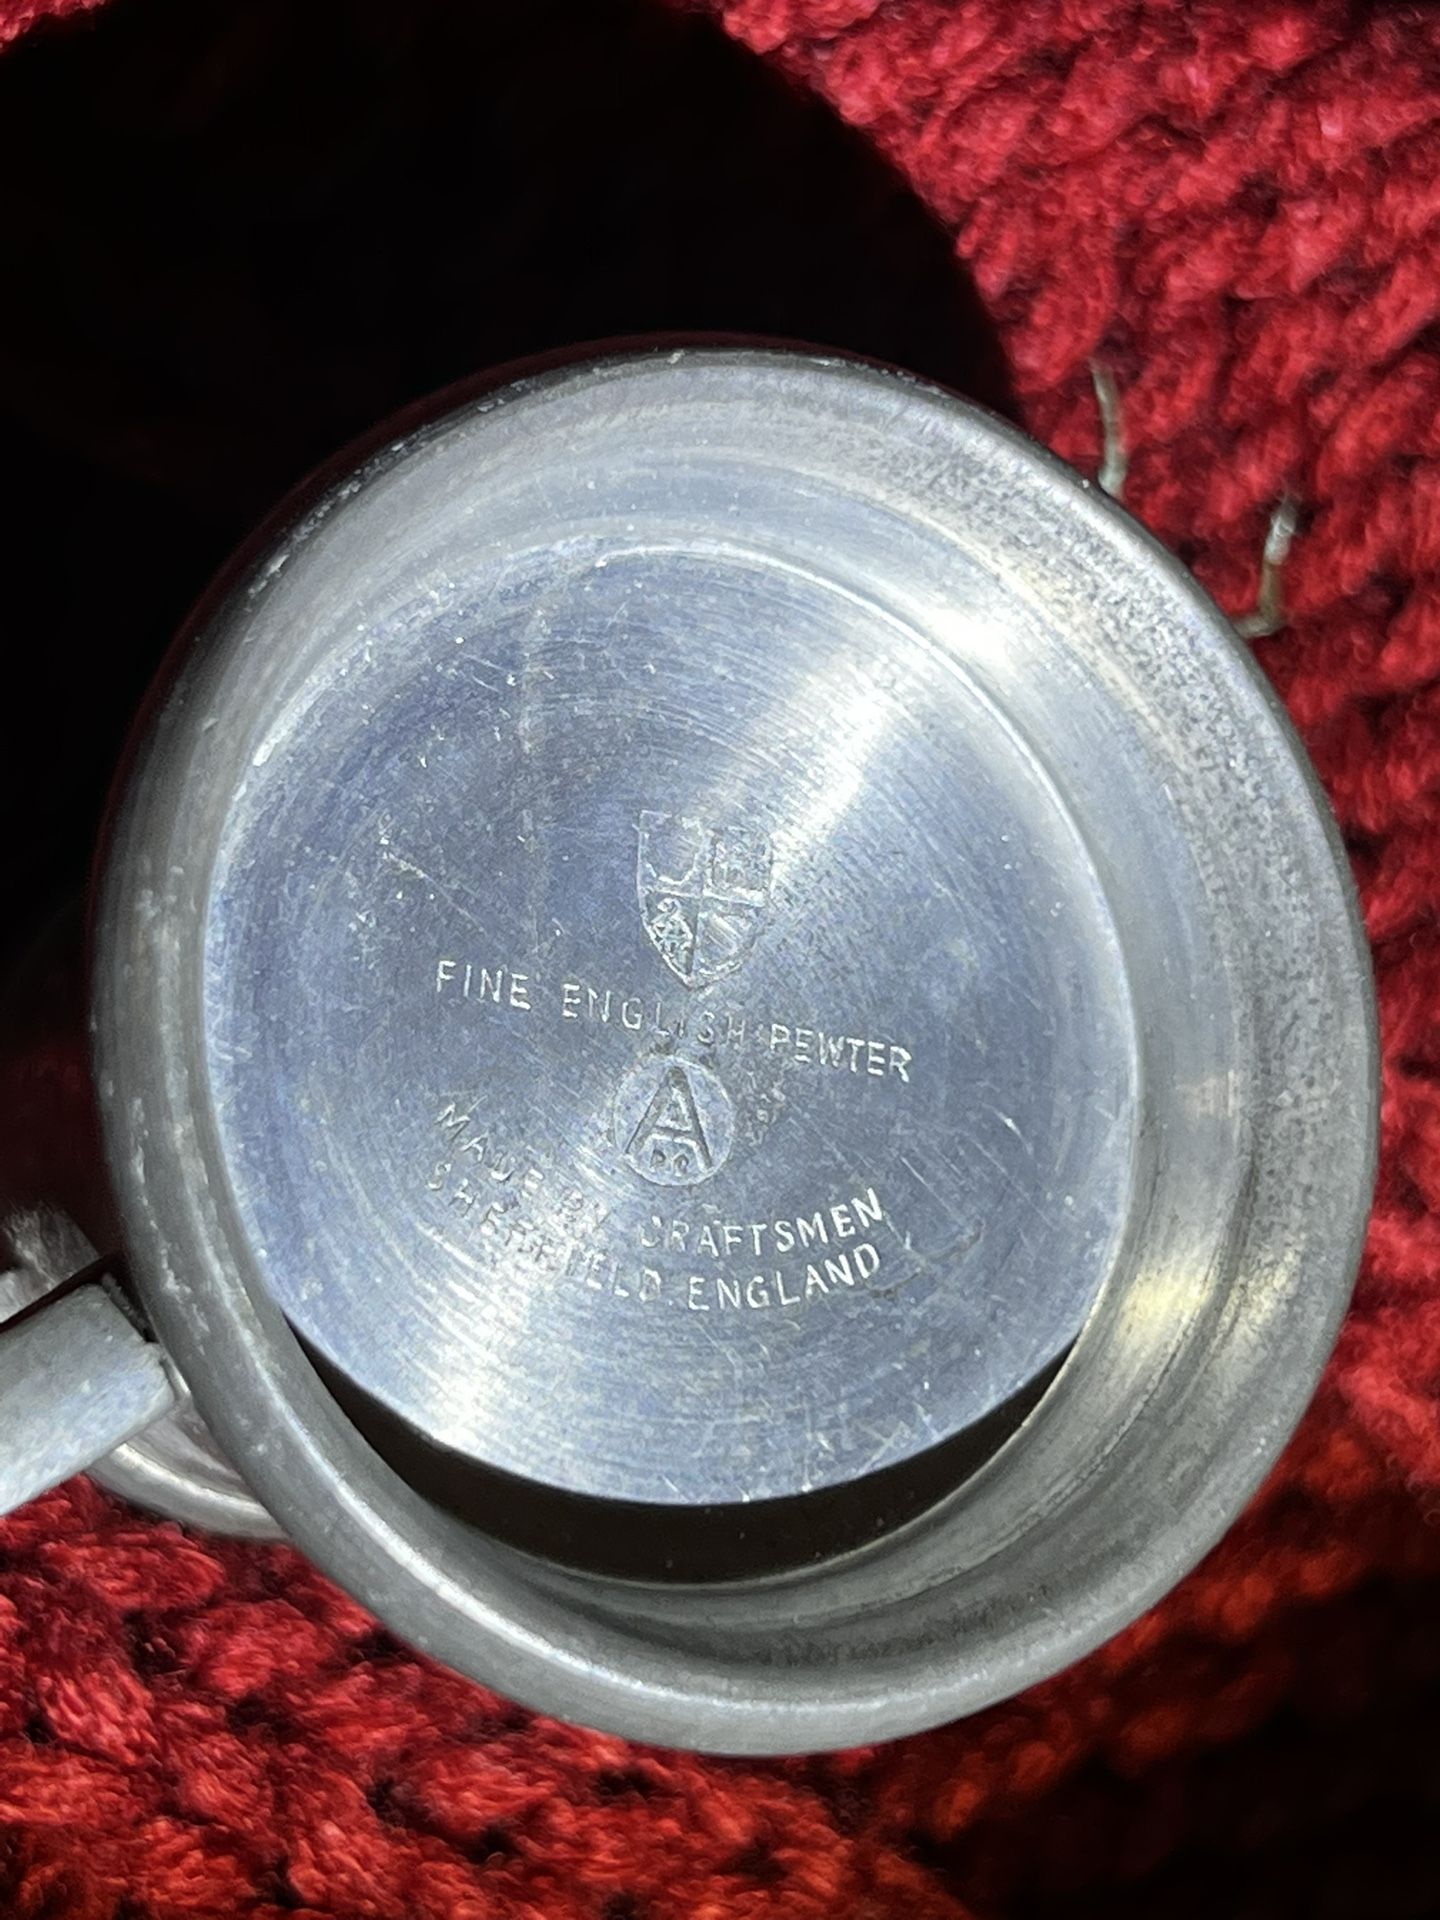 FINE ENGLISH PEWTER
A
MADE BY CRAFTSMEN
SHEFFIELD. ENGLAND